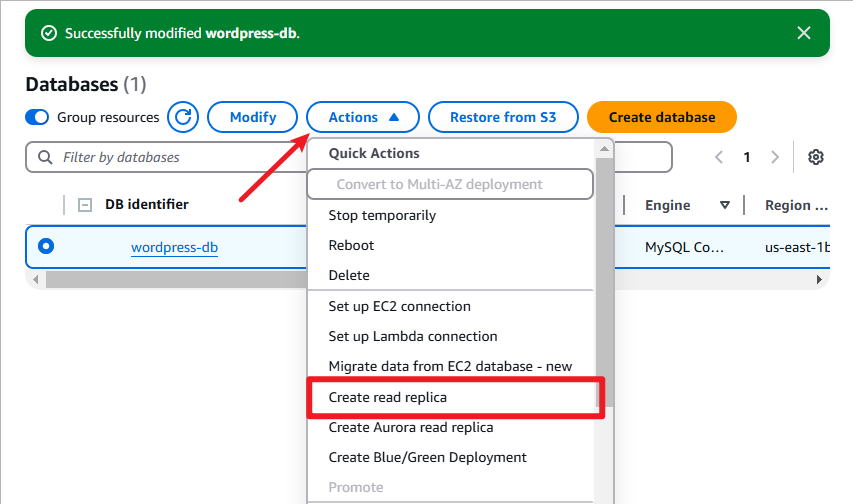 Successfully modified wordpress-db.
Databases (1)
Group resources Modify Actions Restore from S3 Create database
Filter by databases 1
Quick Actions
Convert to Multi-AZ deployment
DB identifier Engine Region ...
Stop temporarily
wordpress-db MySQL Co... us-east-1b
Reboot
Delete
Set up EC2 connection
Set up Lambda connection
Migrate data from EC2 database - new
Create read replica
Create Aurora read replica
Create Blue/Green Deployment
Promote